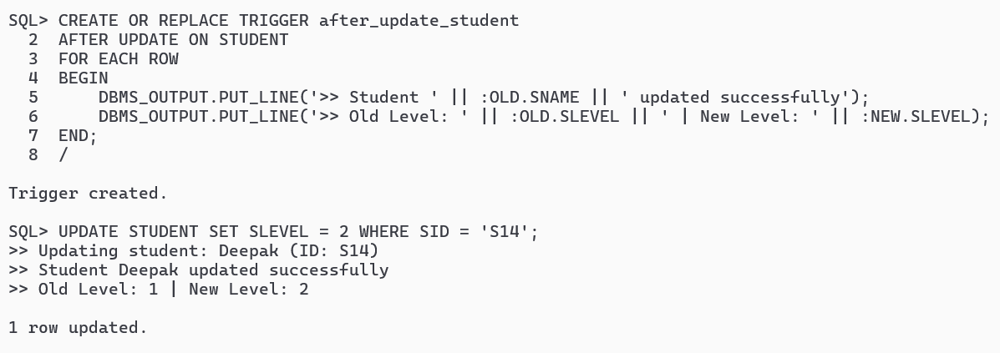 SQL> CREATE OR REPLACE TRIGGER after_update_student
  2  AFTER UPDATE ON STUDENT
  3  FOR EACH ROW
  4  BEGIN
  5      DBMS_OUTPUT.PUT_LINE('>> Student ' || :OLD.SNAME || ' updated successfully');
  6      DBMS_OUTPUT.PUT_LINE('>> Old Level: ' || :OLD.SLEVEL || ' | New Level: ' || :NEW.SLEVEL);
  7  END;
  8  /

Trigger created.

SQL> UPDATE STUDENT SET SLEVEL = 2 WHERE SID = 'S14';
>> Updating student: Deepak (ID: S14)
>> Student Deepak updated successfully
>> Old Level: 1 | New Level: 2

1 row updated.